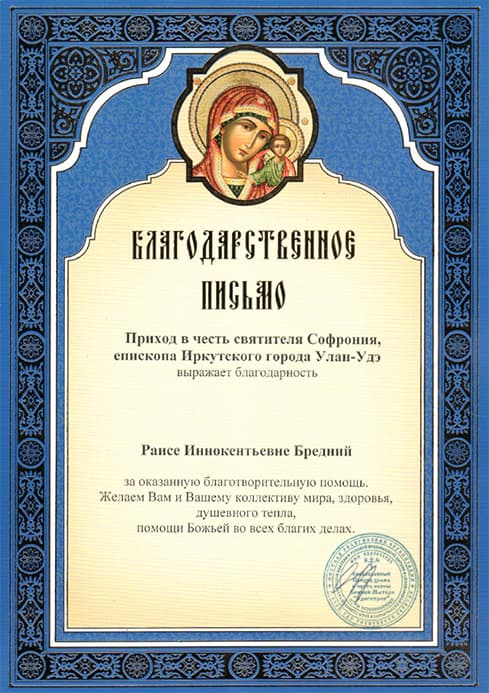 БЛАГОДАРСТВЕННОЕ
ПИСЬМО
Приход в честь святителя Софрония,
епископа Иркутского города Улан-Удэ
выражает благодарность
Раисе Иннокентьевне Бредний
за оказанную благотворительную помощь.
Желаем Вам и Вашему коллективу мира, здоровья,
душевного тепла,
помощи Божьей во всех благих делах.